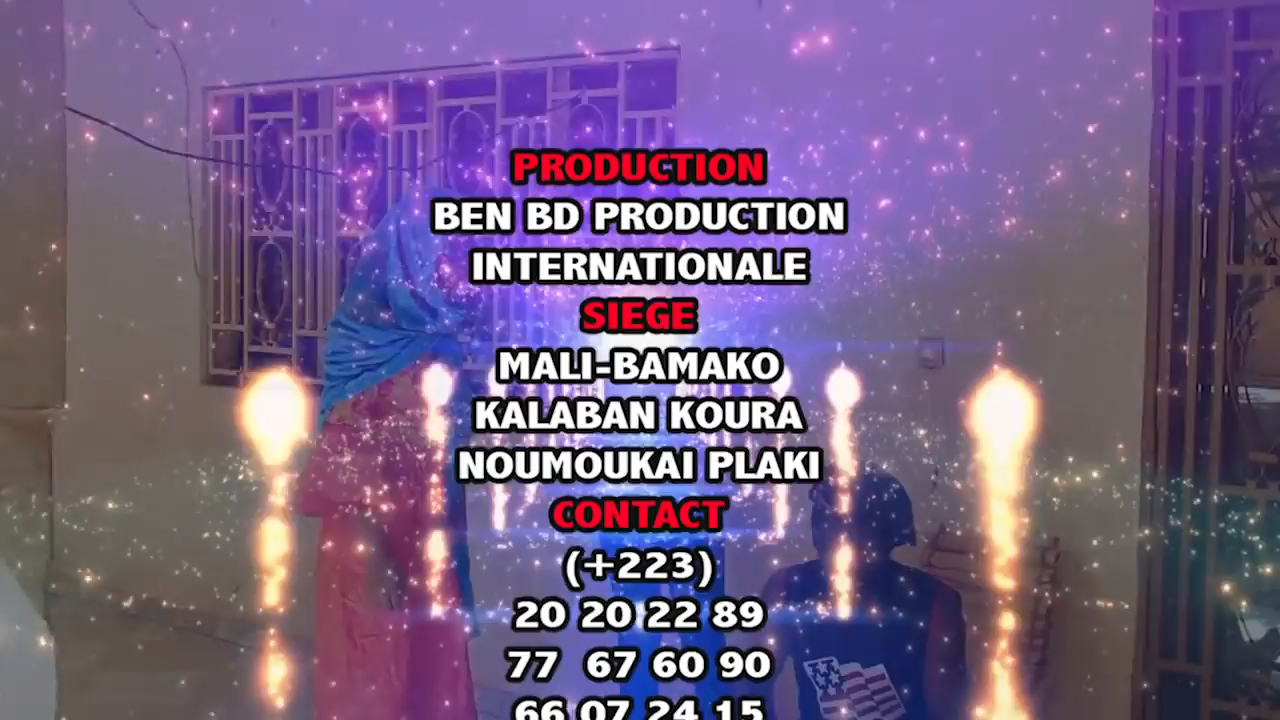 PRODUCTION
BEN BD PRODUCTION
INTERNATIONALE
SIEGE
MALI-BAMAKO
KALABAN KOURA
NOUMOUKAI PLAKI
CONTACT
(+223)
20 20 22 89
77  67 60 90
66 07 24 15